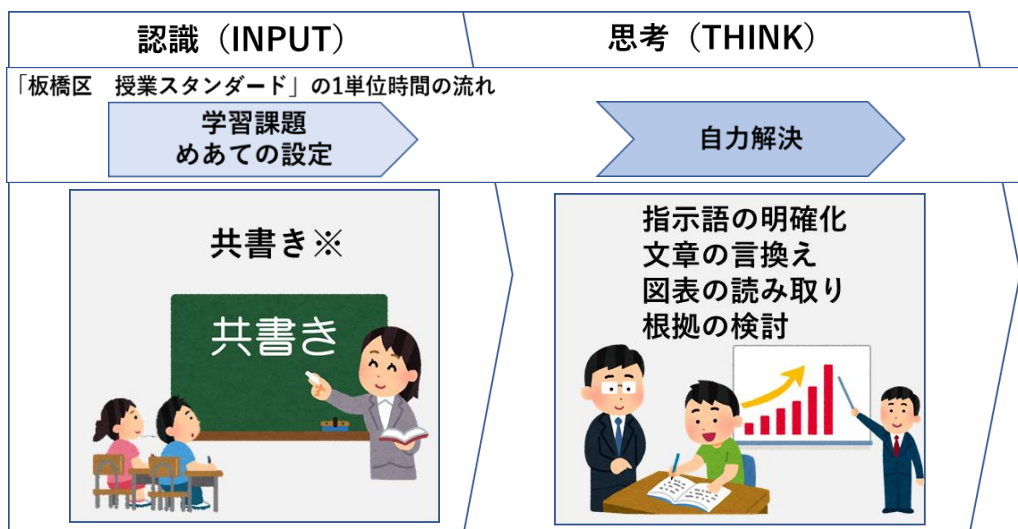 認識（INPUT）
思考（THINK）
「板橋区　授業スタンダード」の1単位時間の流れ
学習課題
めあての設定
自力解決
共書き※
共書き
指示語の明確化
文章の言換え
図表の読み取り
根拠の検討